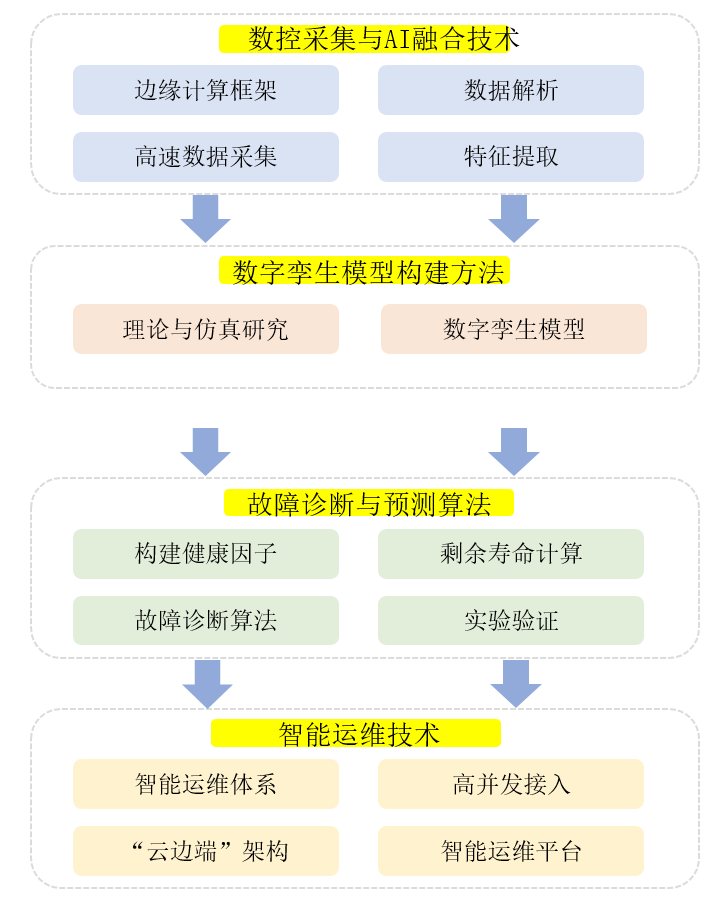 数控采集与AI融合技术
边缘计算框架
数据解析
高速数据采集
特征提取
数字孪生模型构建方法
理论与仿真研究
数字孪生模型
故障诊断与预测算法
构建健康因子
剩余寿命计算
故障诊断算法
实验验证
智能运维技术
智能运维体系
高并发接入
“云边端”架构
智能运维平台